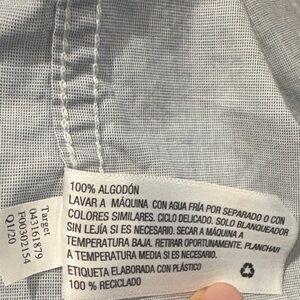 100% ALGODÓN
LAVAR A MÁQUINA CON AGUA FRÍA POR SEPARADO O CON
COLORES SIMILARES. CICLO DELICADO. SOLO BLANQUEADOR
SIN LEJÍA SI ES NECESARIO. SECAR A MÁQUINA A
TEMPERATURA BAJA. RETIRAR OPORTUNAMENTE. PLANCHAR
A TEMPERATURA MEDIA SI ES NECESARIO.
ETIQUETA ELABORADA CON PLÁSTICO
100 % RECICLADO
Target
043161879
F00302154
Q1/20